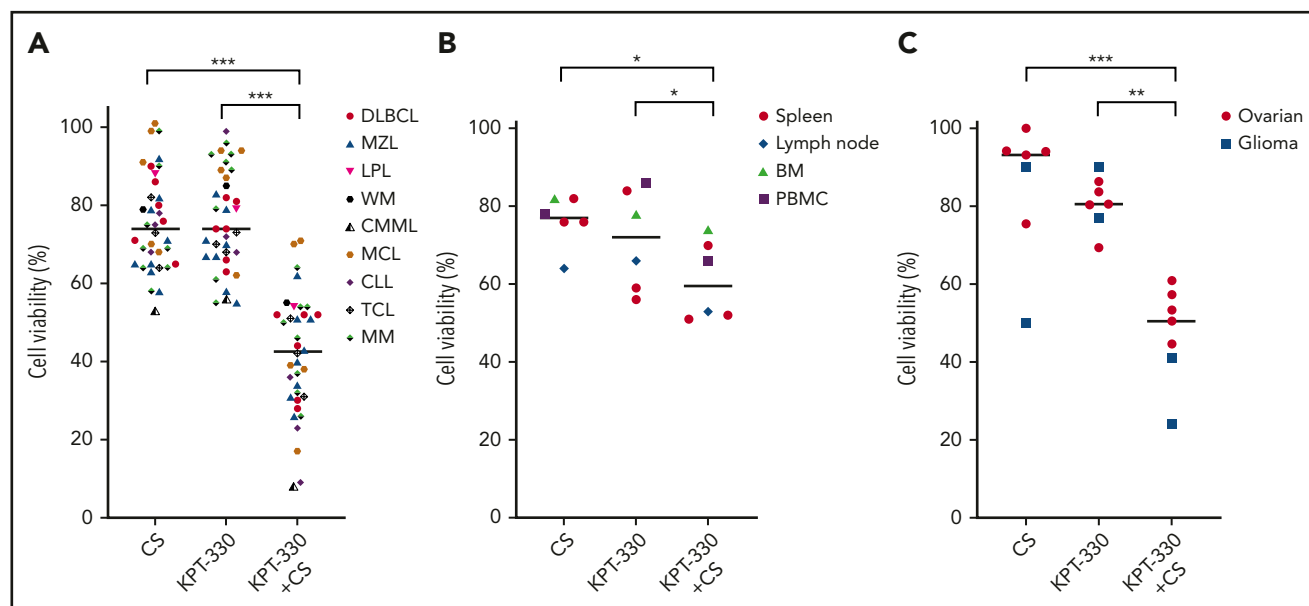 A
***
***
Cell viability (%)
100
80
60
40
20
0
CS
KPT-330
KPT-330
+CS
DLBCL
MZL
LPL
WM
CMML
MCL
CLL
TCL
MM
B
*
*
Cell viability (%)
100
80
60
40
20
0
CS
KPT-330
KPT-330
+CS
Spleen
Lymph node
BM
PBMC
C
***
**
Cell viability (%)
100
80
60
40
20
0
CS
KPT-330
KPT-330
+CS
Ovarian
Glioma